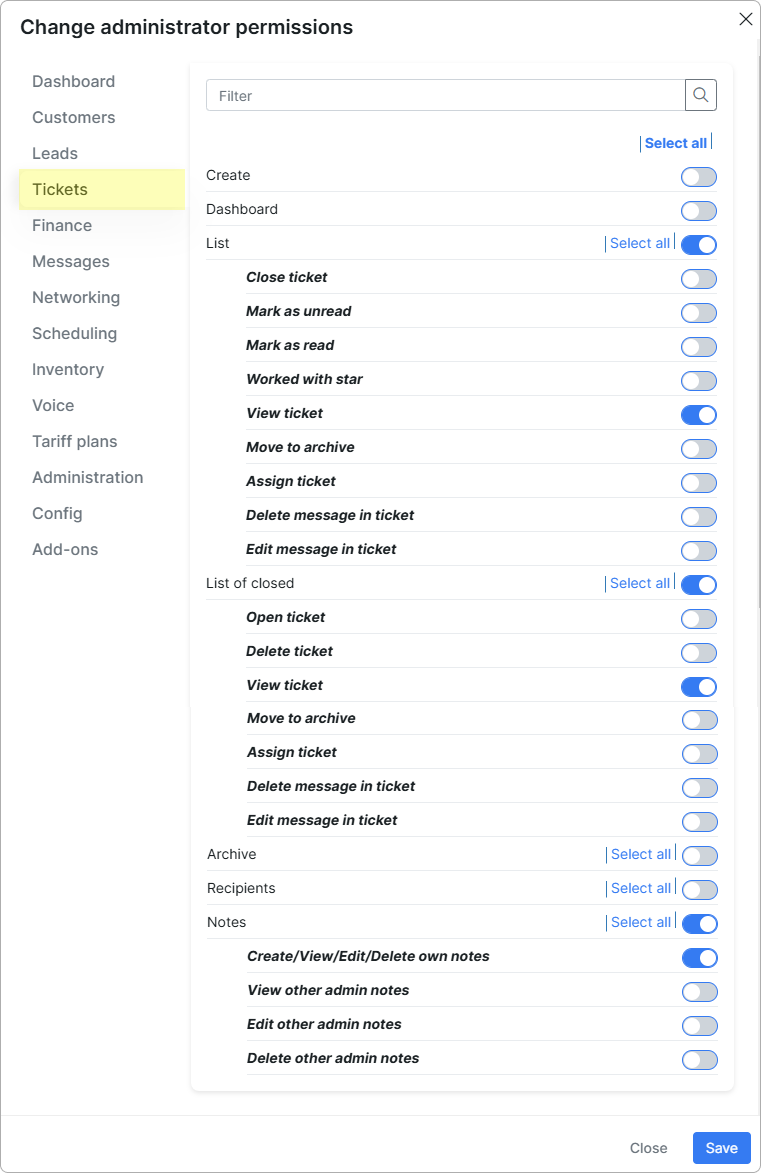 Change administrator permissions
Dashboard
Customers
Leads
Tickets
Finance
Messages
Networking
Scheduling
Inventory
Voice
Tariff plans
Administration
Config
Add-ons
Filter
Select all
Create
Dashboard
List Select all
Close ticket
Mark as unread
Mark as read
Worked with star
View ticket
Move to archive
Assign ticket
Delete message in ticket
Edit message in ticket
List of closed Select all
Open ticket
Delete ticket
View ticket
Move to archive
Assign ticket
Delete message in ticket
Edit message in ticket
Archive Select all
Recipients Select all
Notes Select all
Create/View/Edit/Delete own notes
View other admin notes
Edit other admin notes
Delete other admin notes
Close Save